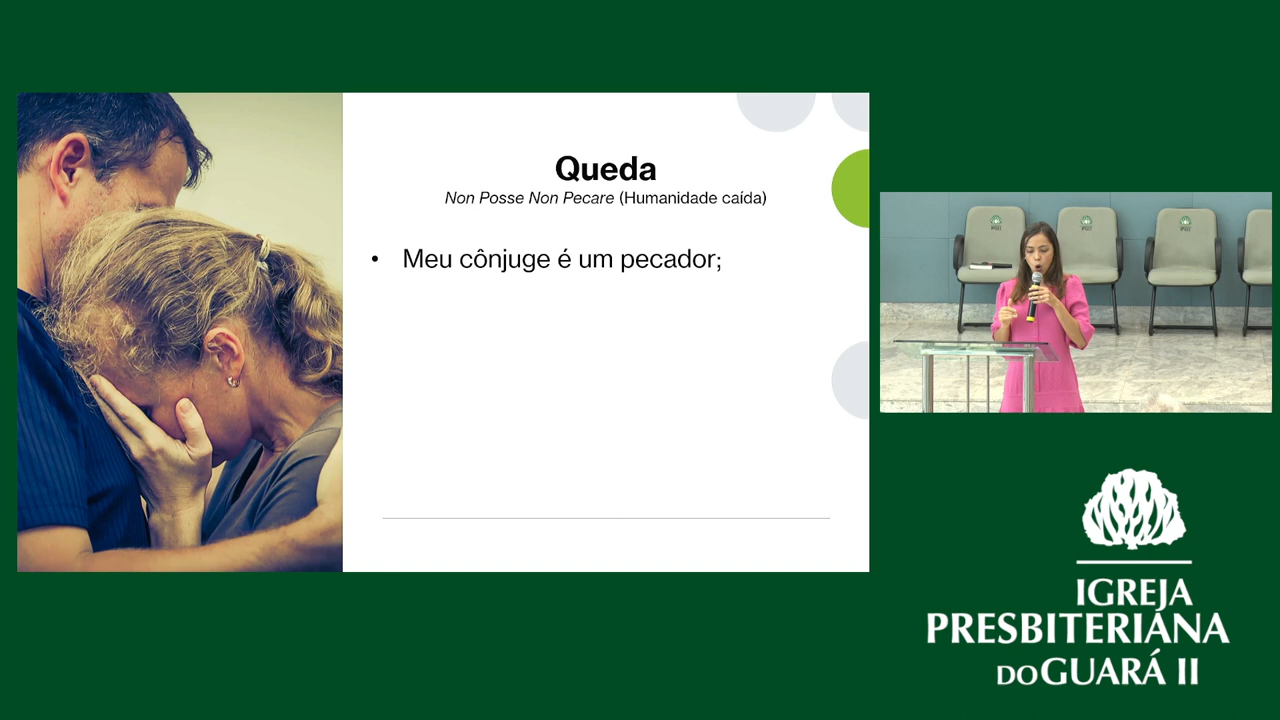 Queda
Non Posse Non Pecare (Humanidade caída)
• Meu cônjuge é um pecador;
IGREJA
PRESBITERIANA
DO GUARÁ II